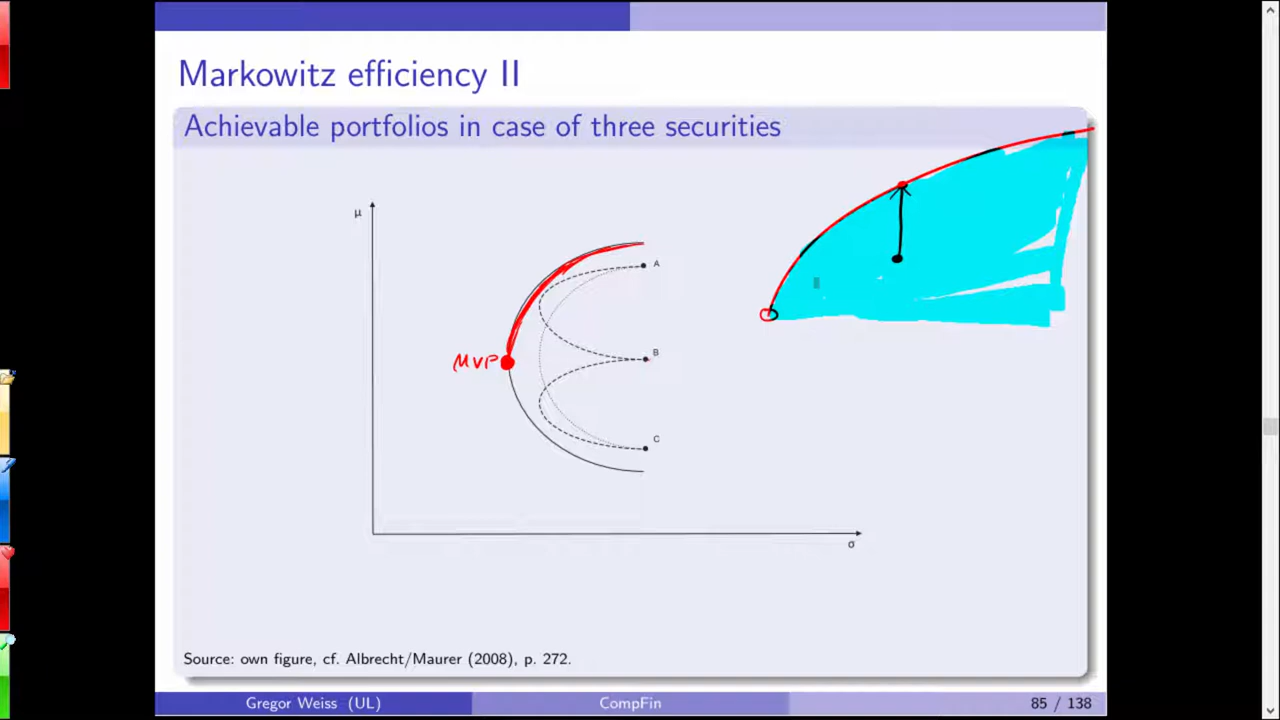 Markowitz efficiency II
Achievable portfolios in case of three securities
μ
A
MVP
B
C
σ
Source: own figure, cf. Albrecht/Maurer (2008), p. 272.
Gregor Weiss (UL) CompFin 85 / 138